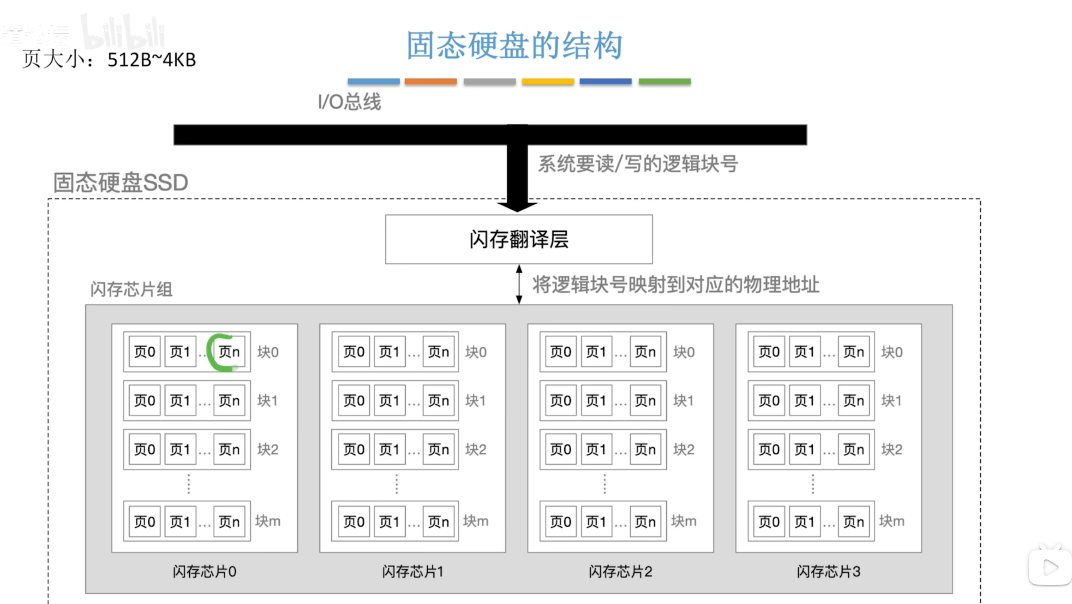 bilibili
固态硬盘的结构
页大小：512B~4KB
I/O总线
系统要读/写的逻辑块号
固态硬盘SSD
闪存翻译层
将逻辑块号映射到对应的物理地址
闪存芯片组
页0 页1 … 页n 块0 页0 页1 … 页n 块0 页0 页1 … 页n 块0 页0 页1 … 页n 块0
页0 页1 … 页n 块1 页0 页1 … 页n 块1 页0 页1 … 页n 块1 页0 页1 … 页n 块1
页0 页1 … 页n 块2 页0 页1 … 页n 块2 页0 页1 … 页n 块2 页0 页1 … 页n 块2
页0 页1 … 页n 块m 页0 页1 … 页n 块m 页0 页1 … 页n 块m 页0 页1 … 页n 块m
闪存芯片0 闪存芯片1 闪存芯片2 闪存芯片3